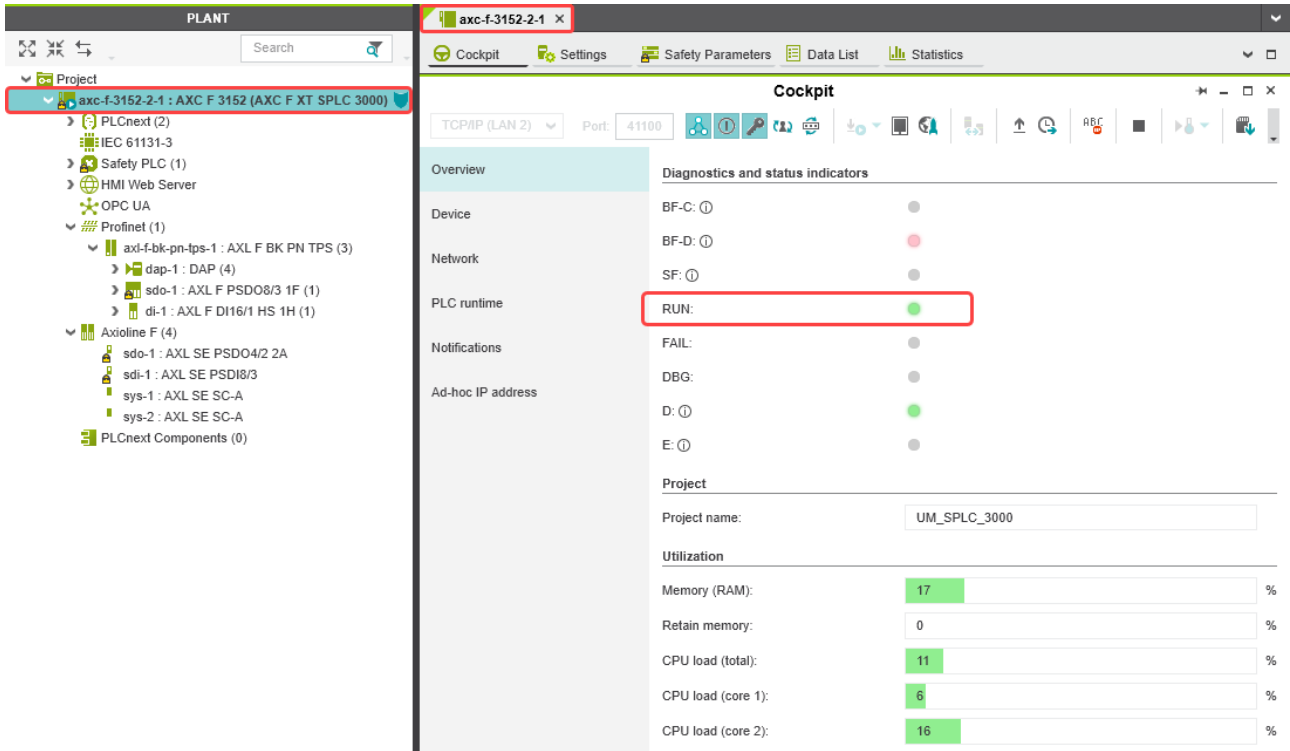 PLANT
Search
Project
axc-f-3152-2-1 : AXC F 3152 (AXC F XT SPLC 3000)
PLCnext (2)
IEC 61131-3
Safety PLC (1)
HMI Web Server
OPC UA
Profinet (1)
axl-f-bk-pn-tps-1 : AXL F BK PN TPS (3)
dap-1 : DAP (4)
sdo-1 : AXL F PSDO8/3 1F (1)
di-1 : AXL F DI16/1 HS 1H (1)
Axioline F (4)
sdo-1 : AXL SE PSDO4/2 2A
sdi-1 : AXL SE PSDI8/3
sys-1 : AXL SE SC-A
sys-2 : AXL SE SC-A
PLCnext Components (0)
axc-f-3152-2-1
Cockpit Settings Safety Parameters Data List Statistics
Cockpit
TCP/IP (LAN 2) Port: 41100 ABC
Overview
Device
Network
PLC runtime
Notifications
Ad-hoc IP address
Diagnostics and status indicators
BF-C:
BF-D:
SF:
RUN:
FAIL:
DBG:
D:
E:
Project
Project name: UM_SPLC_3000
Utilization
Memory (RAM): 17 %
Retain memory: 0 %
CPU load (total): 11 %
CPU load (core 1): 6 %
CPU load (core 2): 16 %